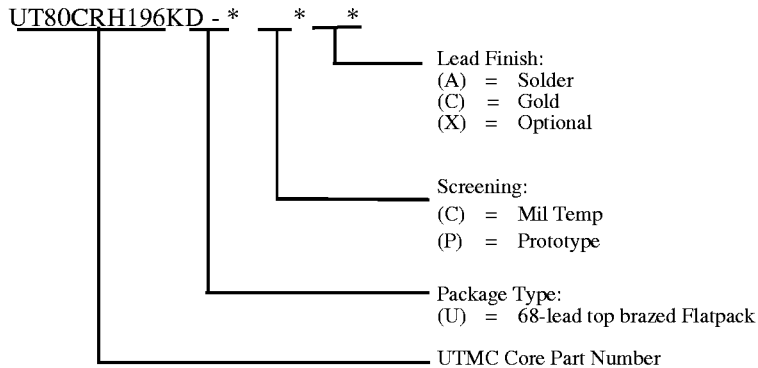 UT80CRH196KD - * * *
Lead Finish:
(A) = Solder
(C) = Gold
(X) = Optional
Screening:
(C) = Mil Temp
(P) = Prototype
Package Type:
(U) = 68-lead top brazed Flatpack
UTMC Core Part Number